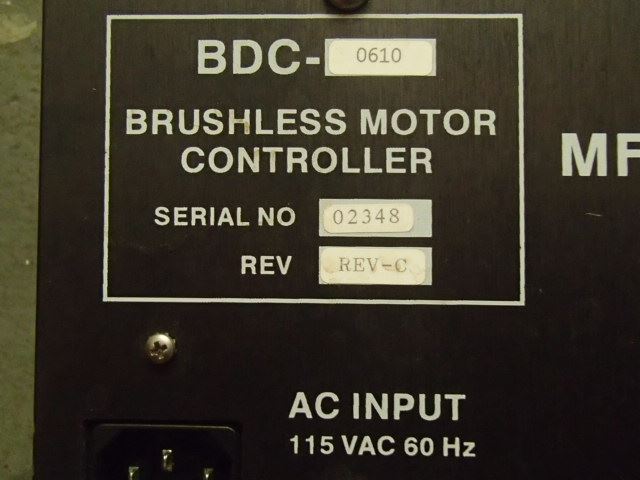 BDC-0610
BRUSHLESS MOTOR
CONTROLLER
MF
SERIAL NO 02348
REV REV-C
AC INPUT
115 VAC 60 Hz